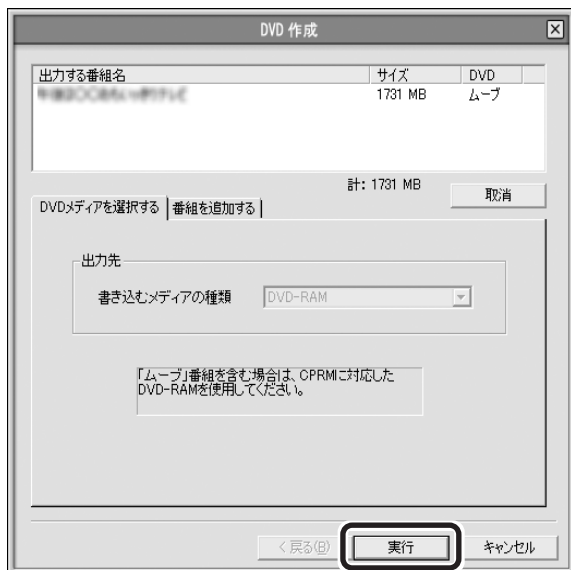 DVD 作成
出力する番組名 サイズ DVD
1731 MB ムーブ
計: 1731 MB
取消
DVDメディアを選択する 番組を追加する
出力先
書き込むメディアの種類 DVD-RAM
「ムーブ」番組を含む場合は、CPRMに対応した
DVD-RAMを使用してください。
< 戻る(B) 実行 キャンセル